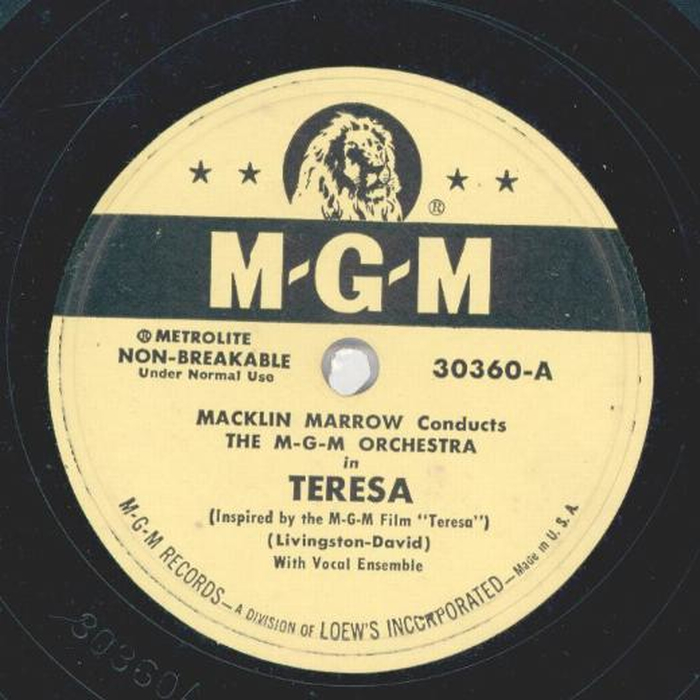 ®
M-G-M
® METROLITE
NON-BREAKABLE
Under Normal Use
30360-A
MACKLIN MARROW Conducts
THE M-G-M ORCHESTRA
in
TERESA
(Inspired by the M-G-M Film "Teresa")
(Livingston-David)
With Vocal Ensemble
M-G-M RECORDS—A DIVISION OF LOEW'S INCORPORATED—Made in U.S.A.